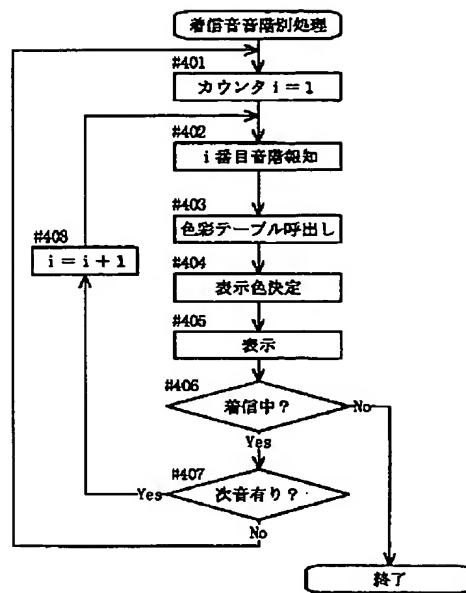 着信音音階別処理
#401
カウンタ i = 1
#402
i 番目音階報知
#403
色彩テーブル呼出し
#408
i = i + 1
#404
表示色決定
#405
表示
#406
着信中?
No
Yes
#407
Yes
次音有り?
No
終了